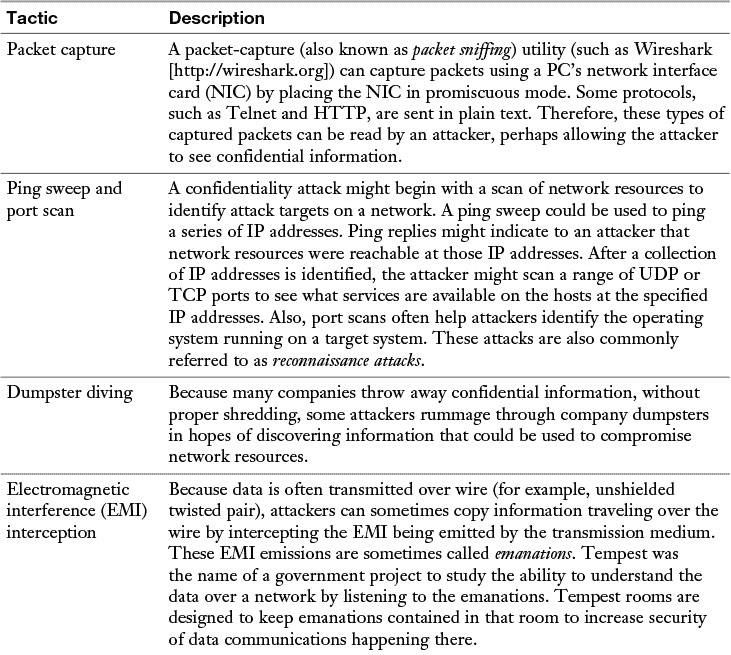 Tactic Description
Packet capture A packet-capture (also known as packet sniffing) utility (such as Wireshark
[http://wireshark.org]) can capture packets using a PC's network interface
card (NIC) by placing the NIC in promiscuous mode. Some protocols,
such as Telnet and HTTP, are sent in plain text. Therefore, these types of
captured packets can be read by an attacker, perhaps allowing the attacker
to see confidential information.
Ping sweep and A confidentiality attack might begin with a scan of network resources to
port scan identify attack targets on a network. A ping sweep could be used to ping
a series of IP addresses. Ping replies might indicate to an attacker that
network resources were reachable at those IP addresses. After a collection
of IP addresses is identified, the attacker might scan a range of UDP or
TCP ports to see what services are available on the hosts at the specified
IP addresses. Also, port scans often help attackers identify the operating
system running on a target system. These attacks are also commonly
referred to as reconnaissance attacks.
Dumpster diving Because many companies throw away confidential information, without
proper shredding, some attackers rummage through company dumpsters
in hopes of discovering information that could be used to compromise
network resources.
Electromagnetic Because data is often transmitted over wire (for example, unshielded
interference (EMI) twisted pair), attackers can sometimes copy information traveling over the
interception wire by intercepting the EMI being emitted by the transmission medium.
These EMI emissions are sometimes called emanations. Tempest was
the name of a government project to study the ability to understand the
data over a network by listening to the emanations. Tempest rooms are
designed to keep emanations contained in that room to increase security
of data communications happening there.